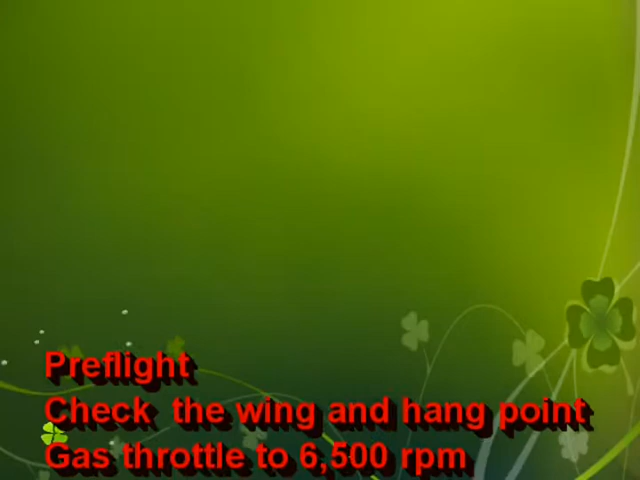 Preflight
Check  the wing and hang point
Gas throttle to 6,500 rpm